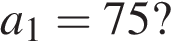 a₁ = 75?